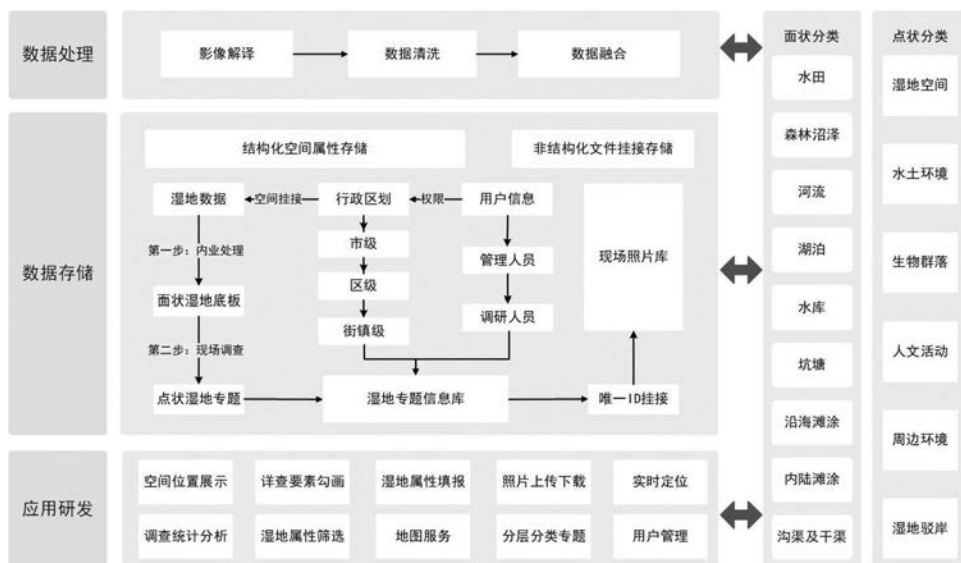 数据处理
影像解译
数据清洗
数据融合
数据存储
结构化空间属性存储
非结构化文件挂接存储
湿地数据
空间挂接
行政区划
权限
用户信息
第一步：内业处理
市级
管理人员
现场照片库
面状湿地底板
区级
调研人员
第二步：现场调查
街镇级
点状湿地专题
湿地专题信息库
唯一ID挂接
应用研发
空间位置展示
详查要素勾画
湿地属性填报
照片上传下载
实时定位
调查统计分析
湿地属性筛选
地图服务
分层分类专题
用户管理
面状分类
水田
森林沼泽
河流
湖泊
水库
坑塘
沿海滩涂
内陆滩涂
沟渠及干渠
点状分类
湿地空间
水土环境
生物群落
人文活动
周边环境
湿地驳岸